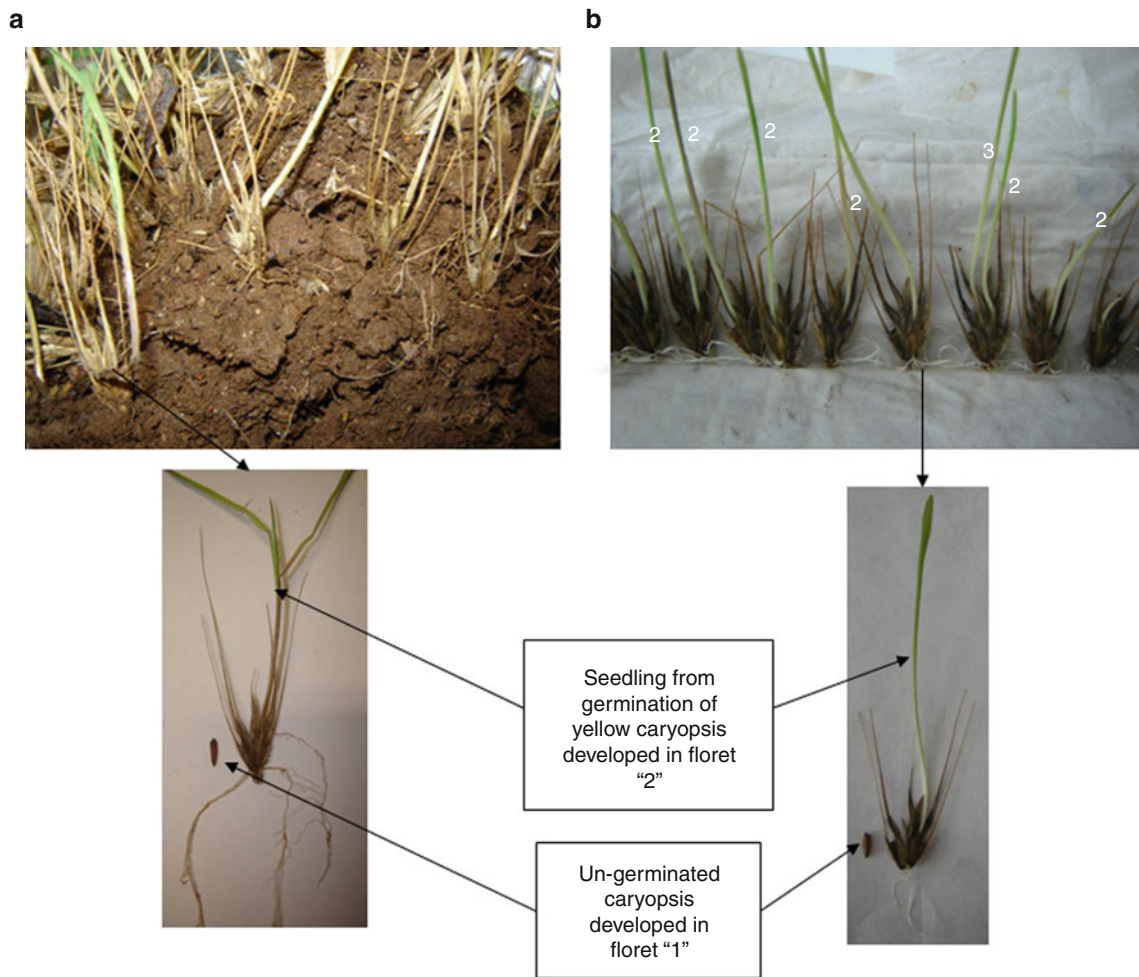 a
b
2
2
2
3
2
2
2
Seedling from
germination of
yellow caryopsis
developed in floret
“2”
Un-germinated
caryopsis
developed in
floret “1”